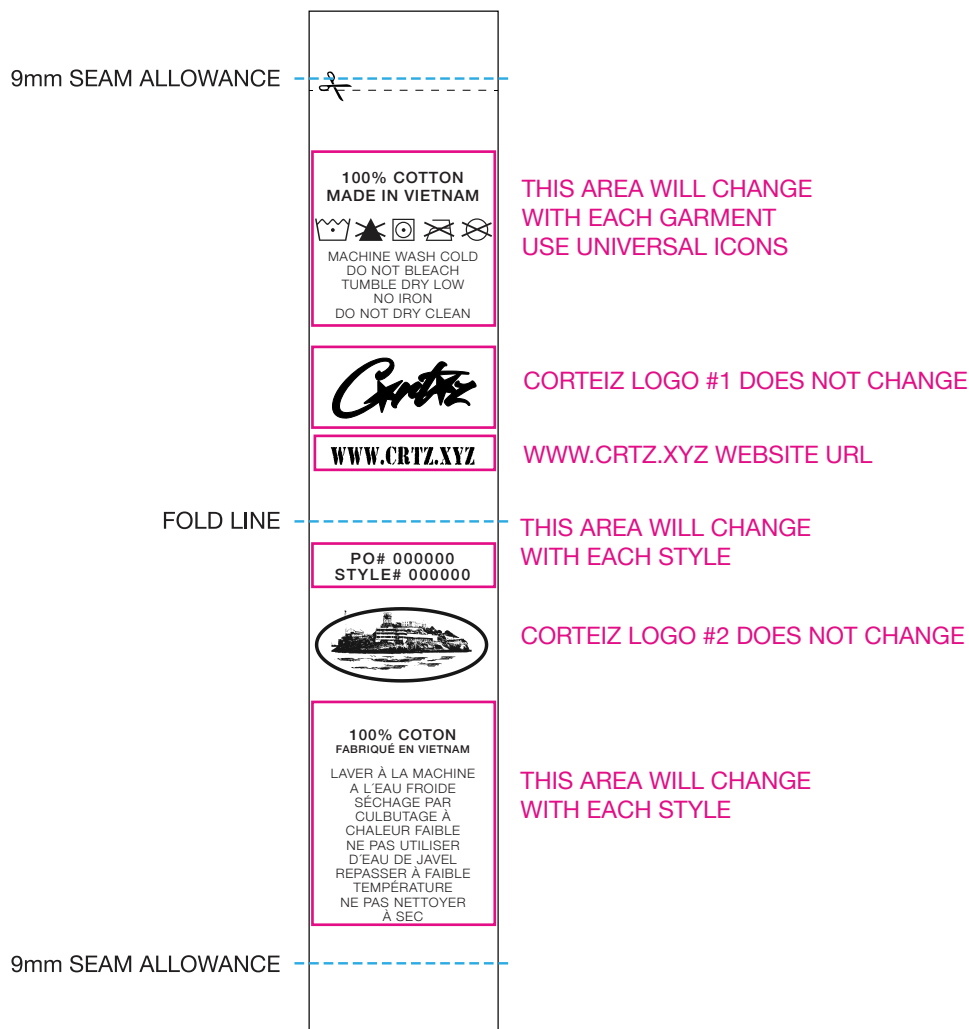 9mm SEAM ALLOWANCE
100% COTTON
MADE IN VIETNAM
MACHINE WASH COLD
DO NOT BLEACH
TUMBLE DRY LOW
NO IRON
DO NOT DRY CLEAN
THIS AREA WILL CHANGE
WITH EACH GARMENT
USE UNIVERSAL ICONS
Crtz
CORTEIZ LOGO #1 DOES NOT CHANGE
WWW.CRTZ.XYZ
WWW.CRTZ.XYZ WEBSITE URL
FOLD LINE
THIS AREA WILL CHANGE
WITH EACH STYLE
PO# 000000
STYLE# 000000
CORTEIZ LOGO #2 DOES NOT CHANGE
100% COTON
FABRIQUÉ EN VIETNAM
LAVER À LA MACHINE
A L´EAU FROIDE
SÉCHAGE PAR
CULBUTAGE À
CHALEUR FAIBLE
NE PAS UTILISER
D´EAU DE JAVEL
REPASSER À FAIBLE
TEMPÉRATURE
NE PAS NETTOYER
À SEC
THIS AREA WILL CHANGE
WITH EACH STYLE
9mm SEAM ALLOWANCE